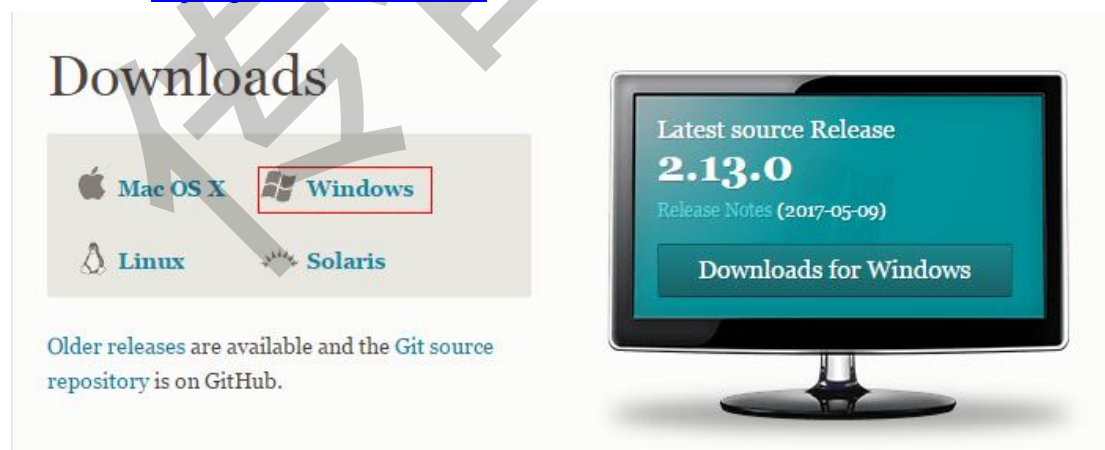 Downloads
Mac OS X
Windows
Linux
Solaris
Older releases are available and the Git source
repository is on GitHub.
Latest source Release
2.13.0
Release Notes (2017-05-09)
Downloads for Windows